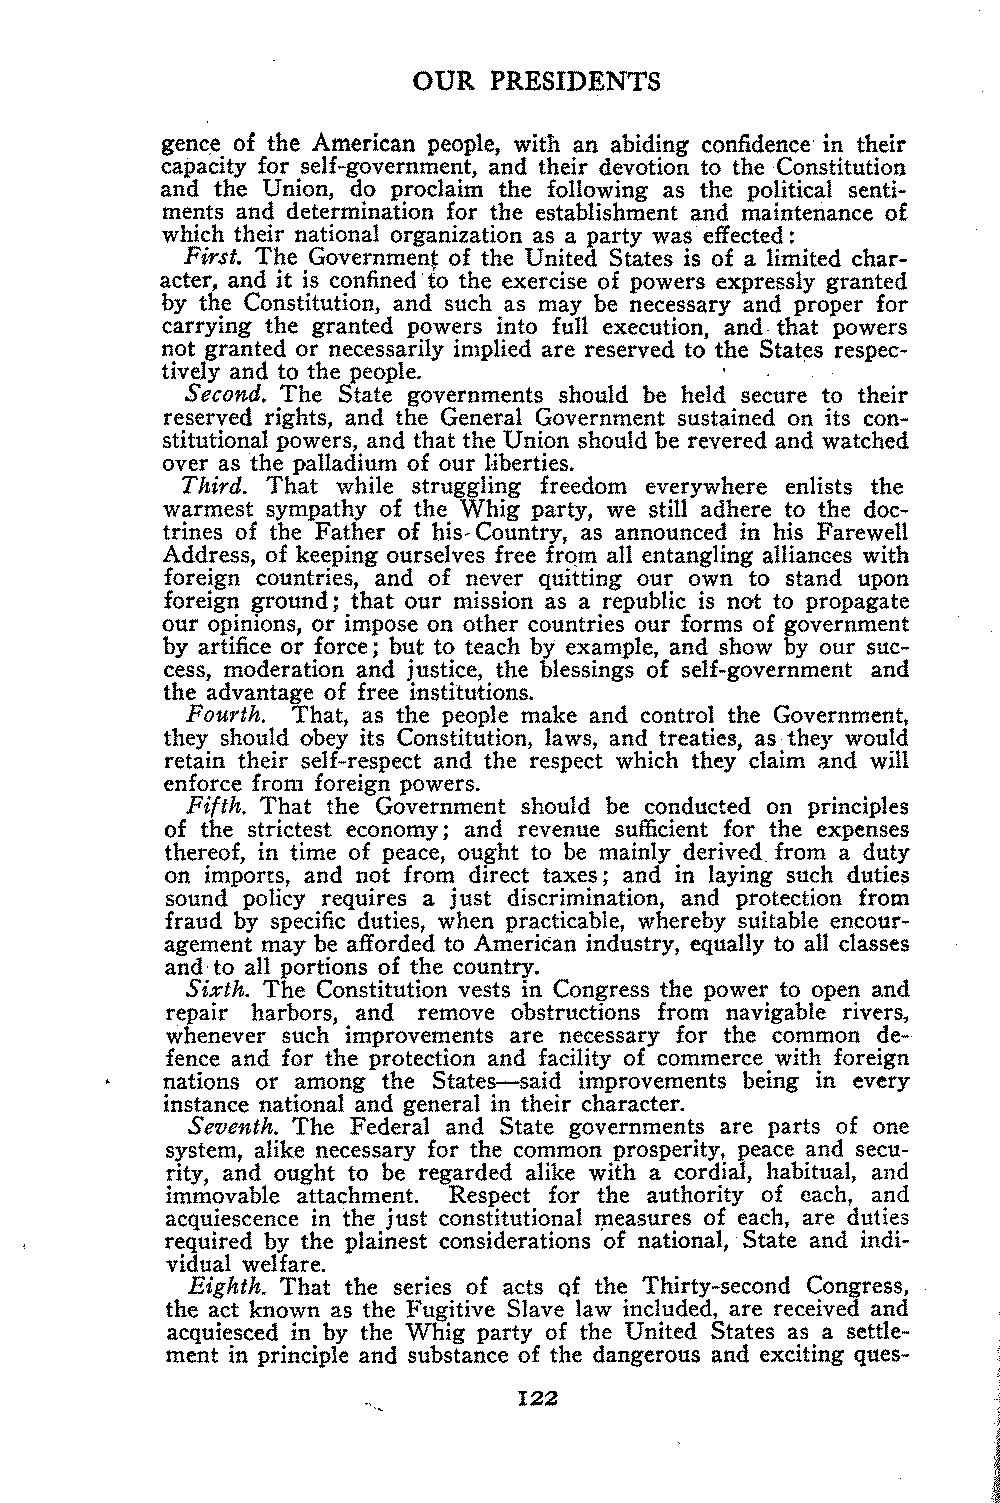 OUR PRESIDENTS
gence of the American people, with an abiding confidence in their
capacity for self-government, and their devotion to the Constitution
and the Union, do proclaim the following as the political senti-
ments and determination for the establishment and maintenance of
which their national organization as a party was effected:
First. The Government of the United States is of a limited char-
acter, and it is confined to the exercise of powers expressly granted
by the Constitution, and such as may be necessary and proper for
carrying the granted powers into full execution, and that powers
not granted or necessarily implied are reserved to the States respec-
tively and to the people.
Second. The State governments should be held secure to their
reserved rights, and the General Government sustained on its con-
stitutional powers, and that the Union should be revered and watched
over as the palladium of our liberties.
Third. That while struggling freedom everywhere enlists the
warmest sympathy of the Whig party, we still adhere to the doc-
trines of the Father of his Country, as announced in his Farewell
Address, of keeping ourselves free from all entangling alliances with
foreign countries, and of never quitting our own to stand upon
foreign ground; that our mission as a republic is not to propagate
our opinions, or impose on other countries our forms of government
by artifice or force; but to teach by example, and show by our suc-
cess, moderation and justice, the blessings of self-government and
the advantage of free institutions.
Fourth. That, as the people make and control the Government,
they should obey its Constitution, laws, and treaties, as they would
retain their self-respect and the respect which they claim and will
enforce from foreign powers.
Fifth. That the Government should be conducted on principles
of the strictest economy; and revenue sufficient for the expenses
thereof, in time of peace, ought to be mainly derived from a duty
on imports, and not from direct taxes; and in laying such duties
sound policy requires a just discrimination, and protection from
fraud by specific duties, when practicable, whereby suitable encour-
agement may be afforded to American industry, equally to all classes
and to all portions of the country.
Sixth. The Constitution vests in Congress the power to open and
repair harbors, and remove obstructions from navigable rivers,
whenever such improvements are necessary for the common de-
fence and for the protection and facility of commerce with foreign
nations or among the States—said improvements being in every
instance national and general in their character.
Seventh. The Federal and State governments are parts of one
system, alike necessary for the common prosperity, peace and secu-
rity, and ought to be regarded alike with a cordial, habitual, and
immovable attachment. Respect for the authority of each, and
acquiescence in the just constitutional measures of each, are duties
required by the plainest considerations of national, State and indi-
vidual welfare.
Eighth. That the series of acts of the Thirty-second Congress,
the act known as the Fugitive Slave law included, are received and
acquiesced in by the Whig party of the United States as a settle-
ment in principle and substance of the dangerous and exciting ques-
122